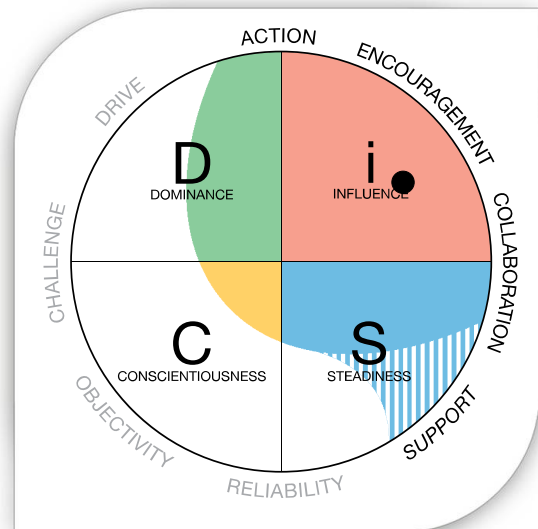 ACTION
ENCOURAGEMENT
DRIVE
D
DOMINANCE
i
INFLUENCE
COLLABORATION
CHALLENGE
C
CONSCIENTIOUSNESS
S
STEADINESS
OBJECTIVITY
SUPPORT
RELIABILITY